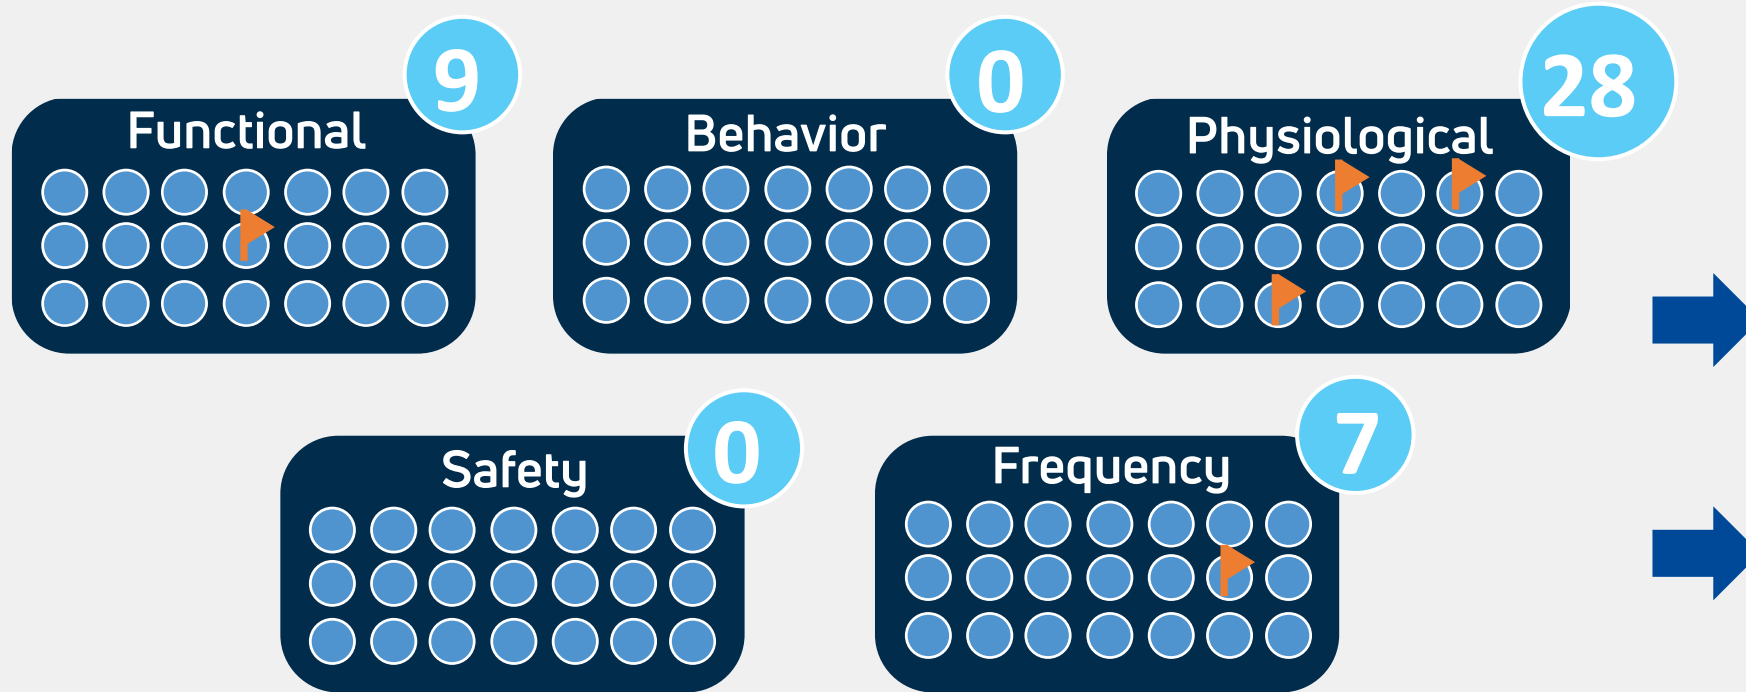 Functional
9
Behavior
0
Physiological
28
Safety
0
Frequency
7